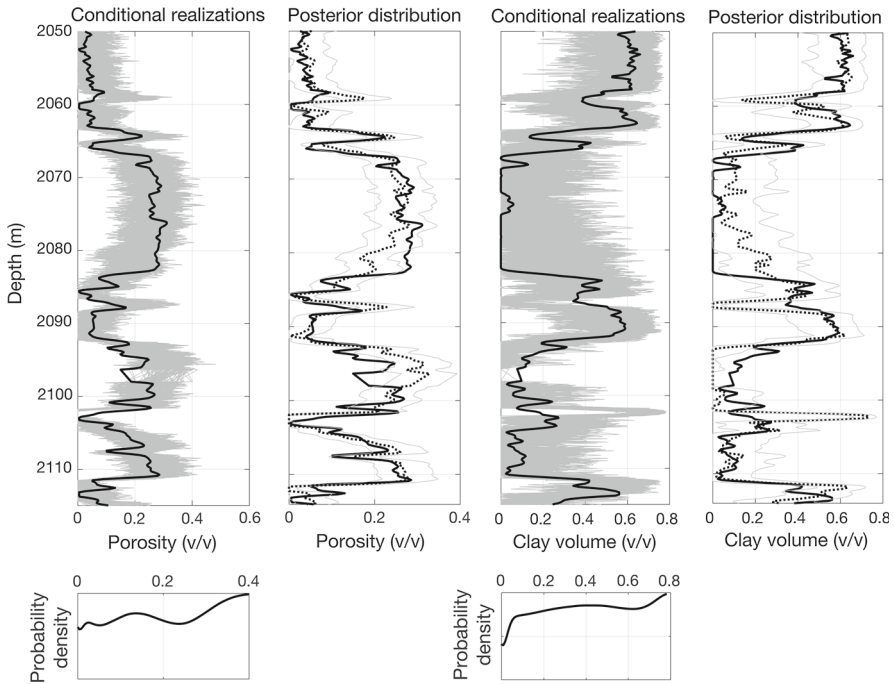 Conditional realizations Posterior distribution Conditional realizations Posterior distribution
2050
2060
2070
2080
2090
2100
2110
Depth (m)
0 0.2 0.4 0.6 0 0.2 0.4 0 0.2 0.4 0.6 0.8 0 0.2 0.4 0.6 0.8
Porosity (v/v) Porosity (v/v) Clay volume (v/v) Clay volume (v/v)
0 0.2 0.4 0 0.2 0.4 0.6 0.8
Probability
density
Probability
density